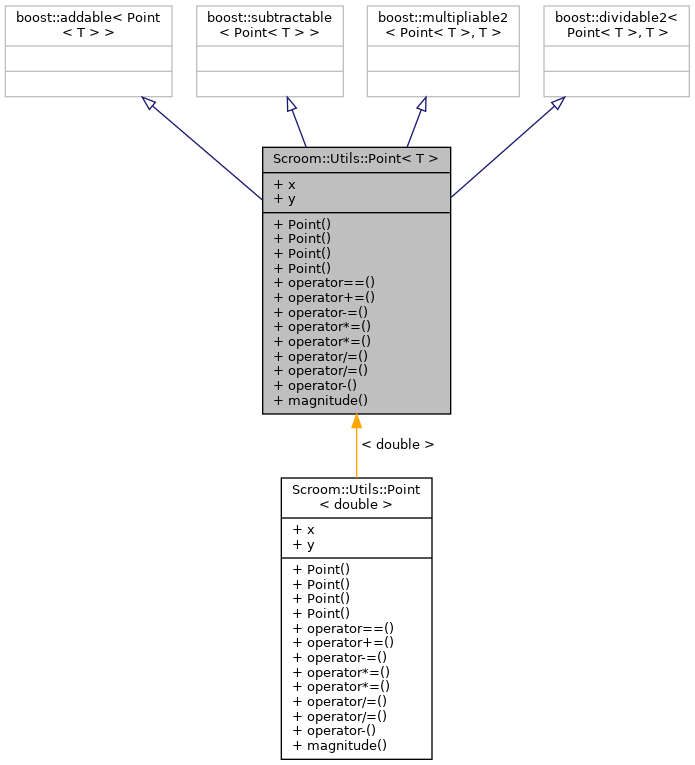 boost::addable< Point
< T > >
boost::subtractable
< Point< T > >
boost::multipliable2
< Point< T >, T >
boost::dividable2<
Point< T >, T >
Scroom::Utils::Point< T >
+ x
+ y
+ Point()
+ Point()
+ Point()
+ Point()
+ operator==()
+ operator+=()
+ operator-=()
+ operator*=()
+ operator*=()
+ operator/=()
+ operator/=()
+ operator-()
+ magnitude()
< double >
Scroom::Utils::Point
< double >
+ x
+ y
+ Point()
+ Point()
+ Point()
+ Point()
+ operator==()
+ operator+=()
+ operator-=()
+ operator*=()
+ operator*=()
+ operator/=()
+ operator/=()
+ operator-()
+ magnitude()